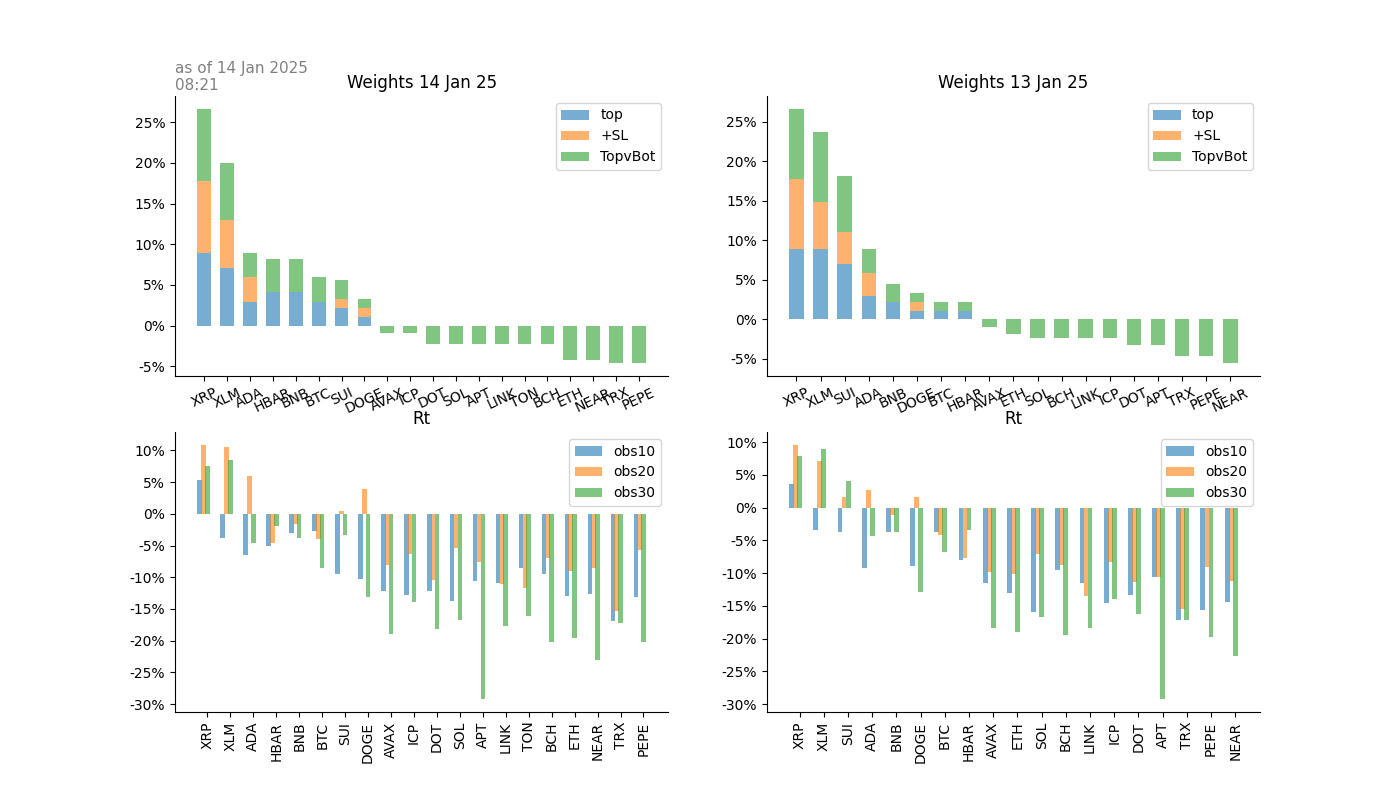 as of 14 Jan 2025
08:21
Weights 14 Jan 25
25%
20%
15%
10%
5%
0%
-5%
top
+SL
TopvBot
XRP XLM ADA HBAR BNB BTC SUI DOGE AVAX ICP DOT SOL APT LINK TON BCH ETH NEAR TRX PEPE
Weights 13 Jan 25
25%
20%
15%
10%
5%
0%
-5%
top
+SL
TopvBot
XRP XLM SUI ADA BNB DOGE BTC HBAR AVAX ETH SOL BCH LINK ICP DOT APT TRX PEPE NEAR
Rt
10%
5%
0%
-5%
-10%
-15%
-20%
-25%
-30%
obs10
obs20
obs30
XRP XLM ADA HBAR BNB BTC SUI DOGE AVAX ICP DOT SOL APT LINK TON BCH ETH NEAR TRX PEPE
Rt
10%
5%
0%
-5%
-10%
-15%
-20%
-25%
-30%
obs10
obs20
obs30
XRP XLM SUI ADA BNB DOGE BTC HBAR AVAX ETH SOL BCH LINK ICP DOT APT TRX PEPE NEAR